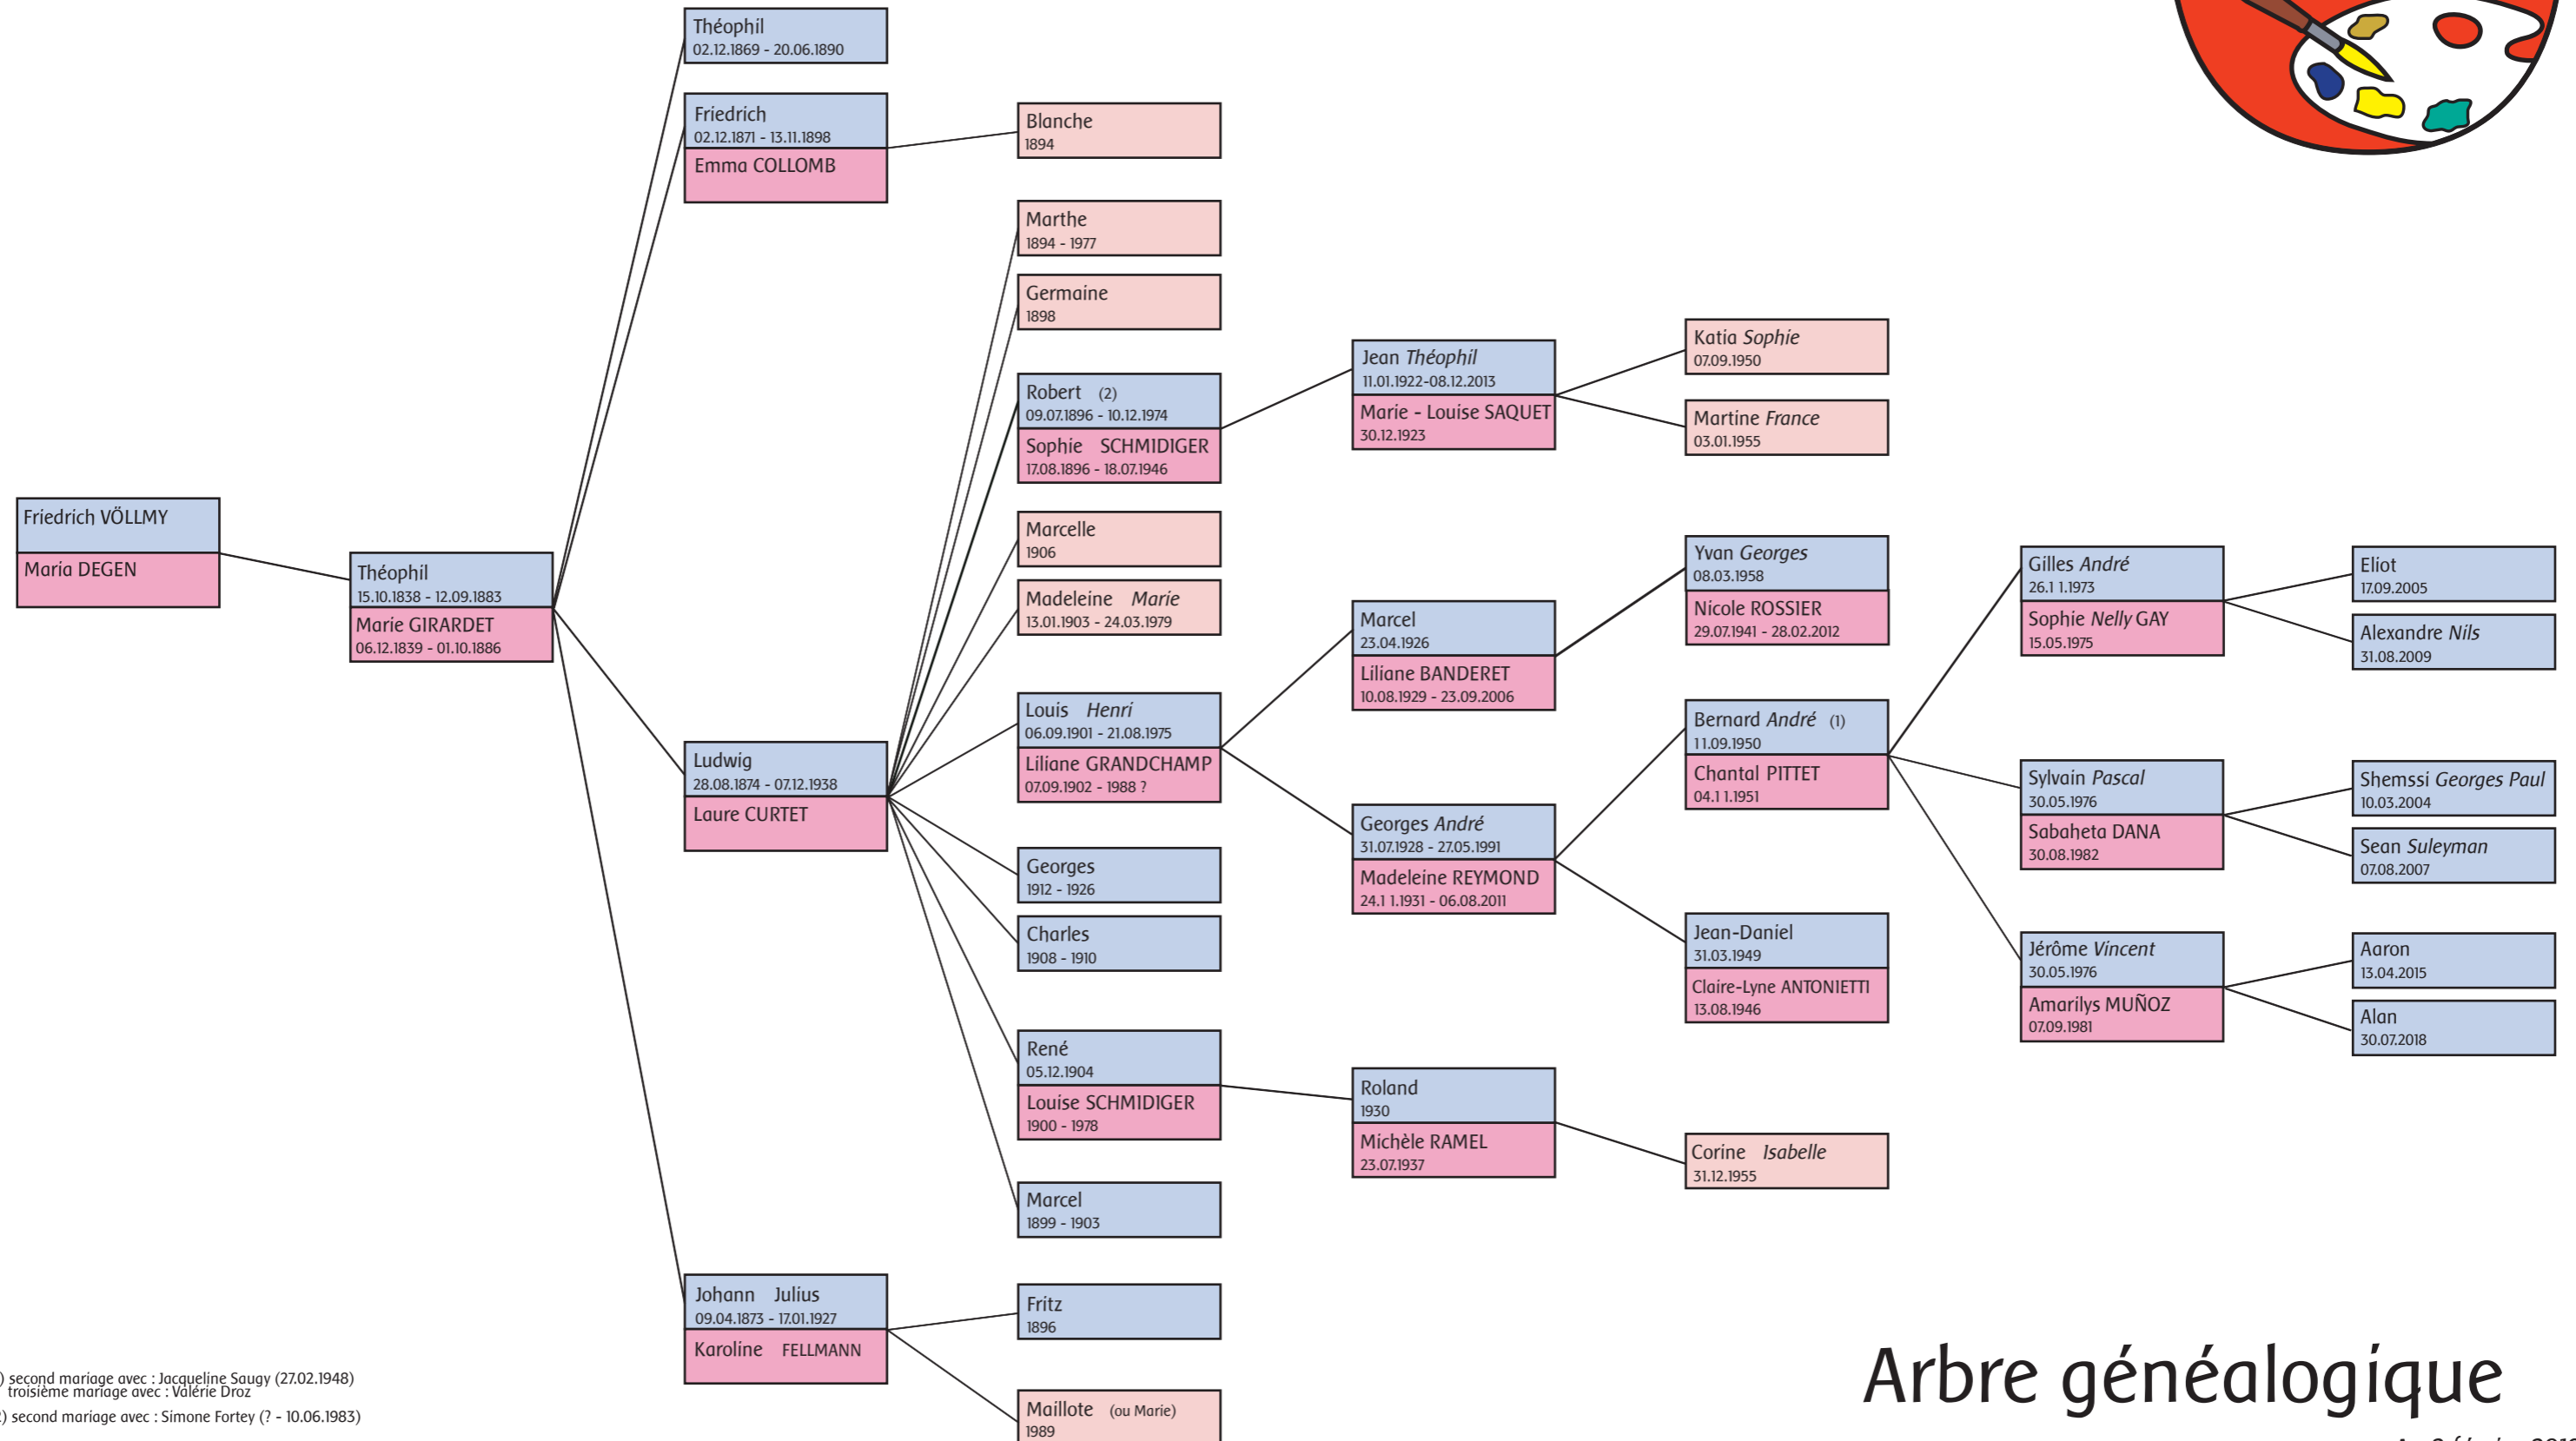 Friedrich VÖLLMY
Maria DEGEN
Théophil
15.10.1838 - 12.09.1883
Marie GIRARDET
06.12.1839 - 01.10.1886
Théophil
02.12.1869 - 20.06.1890
Friedrich
02.12.1871 - 13.11.1898
Emma COLLOMB
Ludwig
28.08.1874 - 07.12.1938
Laure CURTET
Johann Julius
09.04.1873 - 17.01.1927
Karoline FELLMANN
Blanche
1894
Marthe
1894 - 1977
Germaine
1898
Robert (2)
09.07.1896 - 10.12.1974
Sophie SCHMIDIGER
17.08.1896 - 18.07.1946
Marcelle
1906
Madeleine Marie
13.01.1903 - 24.03.1979
Louis Henri
06.09.1901 - 21.08.1975
Liliane GRANDCHAMP
07.09.1902 - 1988 ?
Georges
1912 - 1926
Charles
1908 - 1910
René
05.12.1904
Louise SCHMIDIGER
1900 - 1978
Marcel
1899 - 1903
Fritz
1896
Maillote (ou Marie)
1989
Jean Théophil
11.01.1922-08.12.2013
Marie - Louise SAQUET
30.12.1923
Marcel
23.04.1926
Liliane BANDERET
10.08.1929 - 23.09.2006
Georges André
31.07.1928 - 27.05.1991
Madeleine REYMOND
24.1 1.1931 - 06.08.2011
Roland
1930
Michèle RAMEL
23.07.1937
Katia Sophie
07.09.1950
Martine France
03.01.1955
Yvan Georges
08.03.1958
Nicole ROSSIER
29.07.1941 - 28.02.2012
Bernard André (1)
11.09.1950
Chantal PITTET
04.1 1.1951
Jean-Daniel
31.03.1949
Claire-Lyne ANTONIETTI
13.08.1946
Corine Isabelle
31.12.1955
Gilles André
26.1 1.1973
Sophie Nelly GAY
15.05.1975
Sylvain Pascal
30.05.1976
Sabaheta DANA
30.08.1982
Jérôme Vincent
30.05.1976
Amarilys MUÑOZ
07.09.1981
Eliot
17.09.2005
Alexandre Nils
31.08.2009
Shemssi Georges Paul
10.03.2004
Sean Suleyman
07.08.2007
Aaron
13.04.2015
Alan
30.07.2018
) second mariage avec : Jacqueline Saugy (27.02.1948)
troisième mariage avec : Valérie Droz
) second mariage avec : Simone Fortey (? - 10.06.1983)
Arbre généalogique